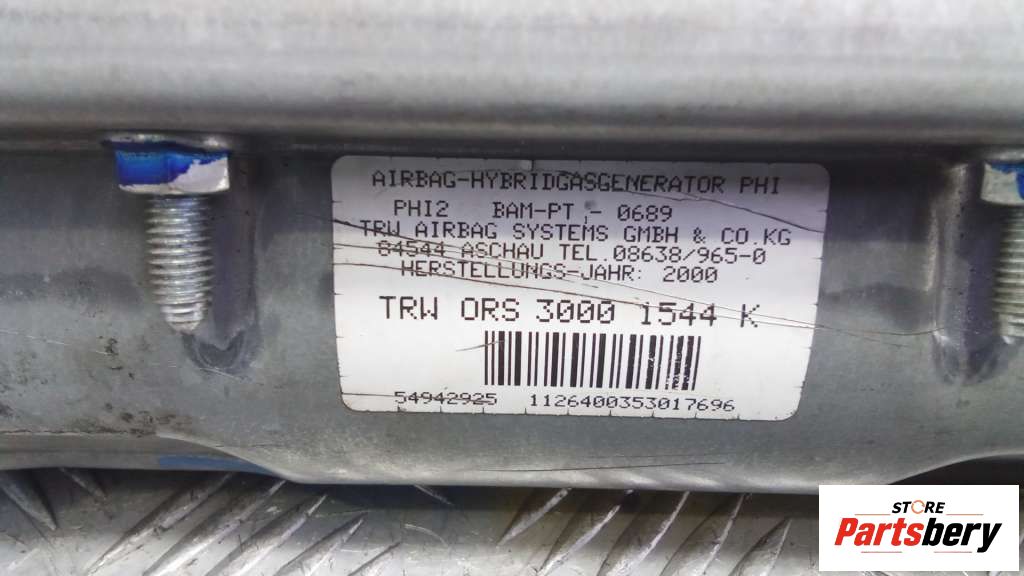 AIRBAG-HYBRIDGASGENERATOR PHI
PHI2 BAM-PT - 0689
TRW AIRBAG SYSTEMS GMBH & CO.KG
84544 ASCHAU TEL.08638/965-0
HERSTELLUNGS-JAHR: 2000
TRW ORS 3000 1544 K
54942925 1126400353017696
STORE
Partsbery